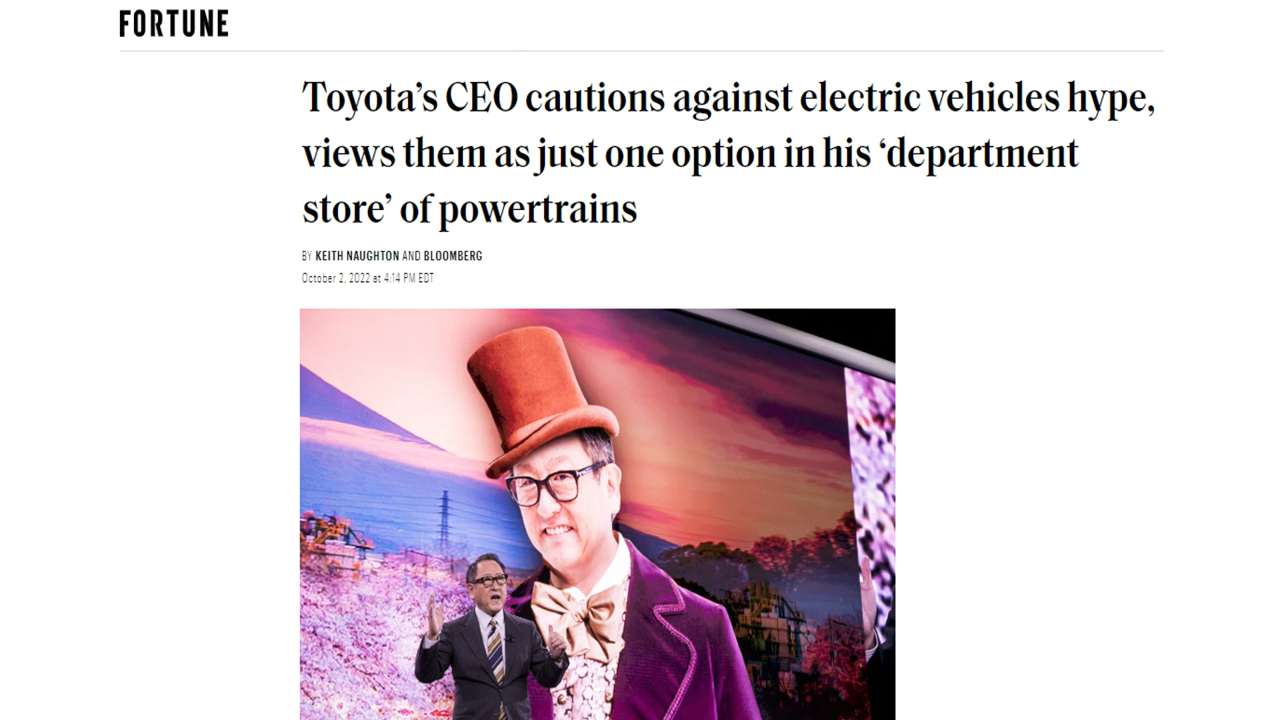 FORTUNE
Toyota’s CEO cautions against electric vehicles hype,
views them as just one option in his ‘department
store’ of powertrains
BY KEITH NAUGHTON AND BLOOMBERG
October 2, 2022 at 4:14 PM EDT